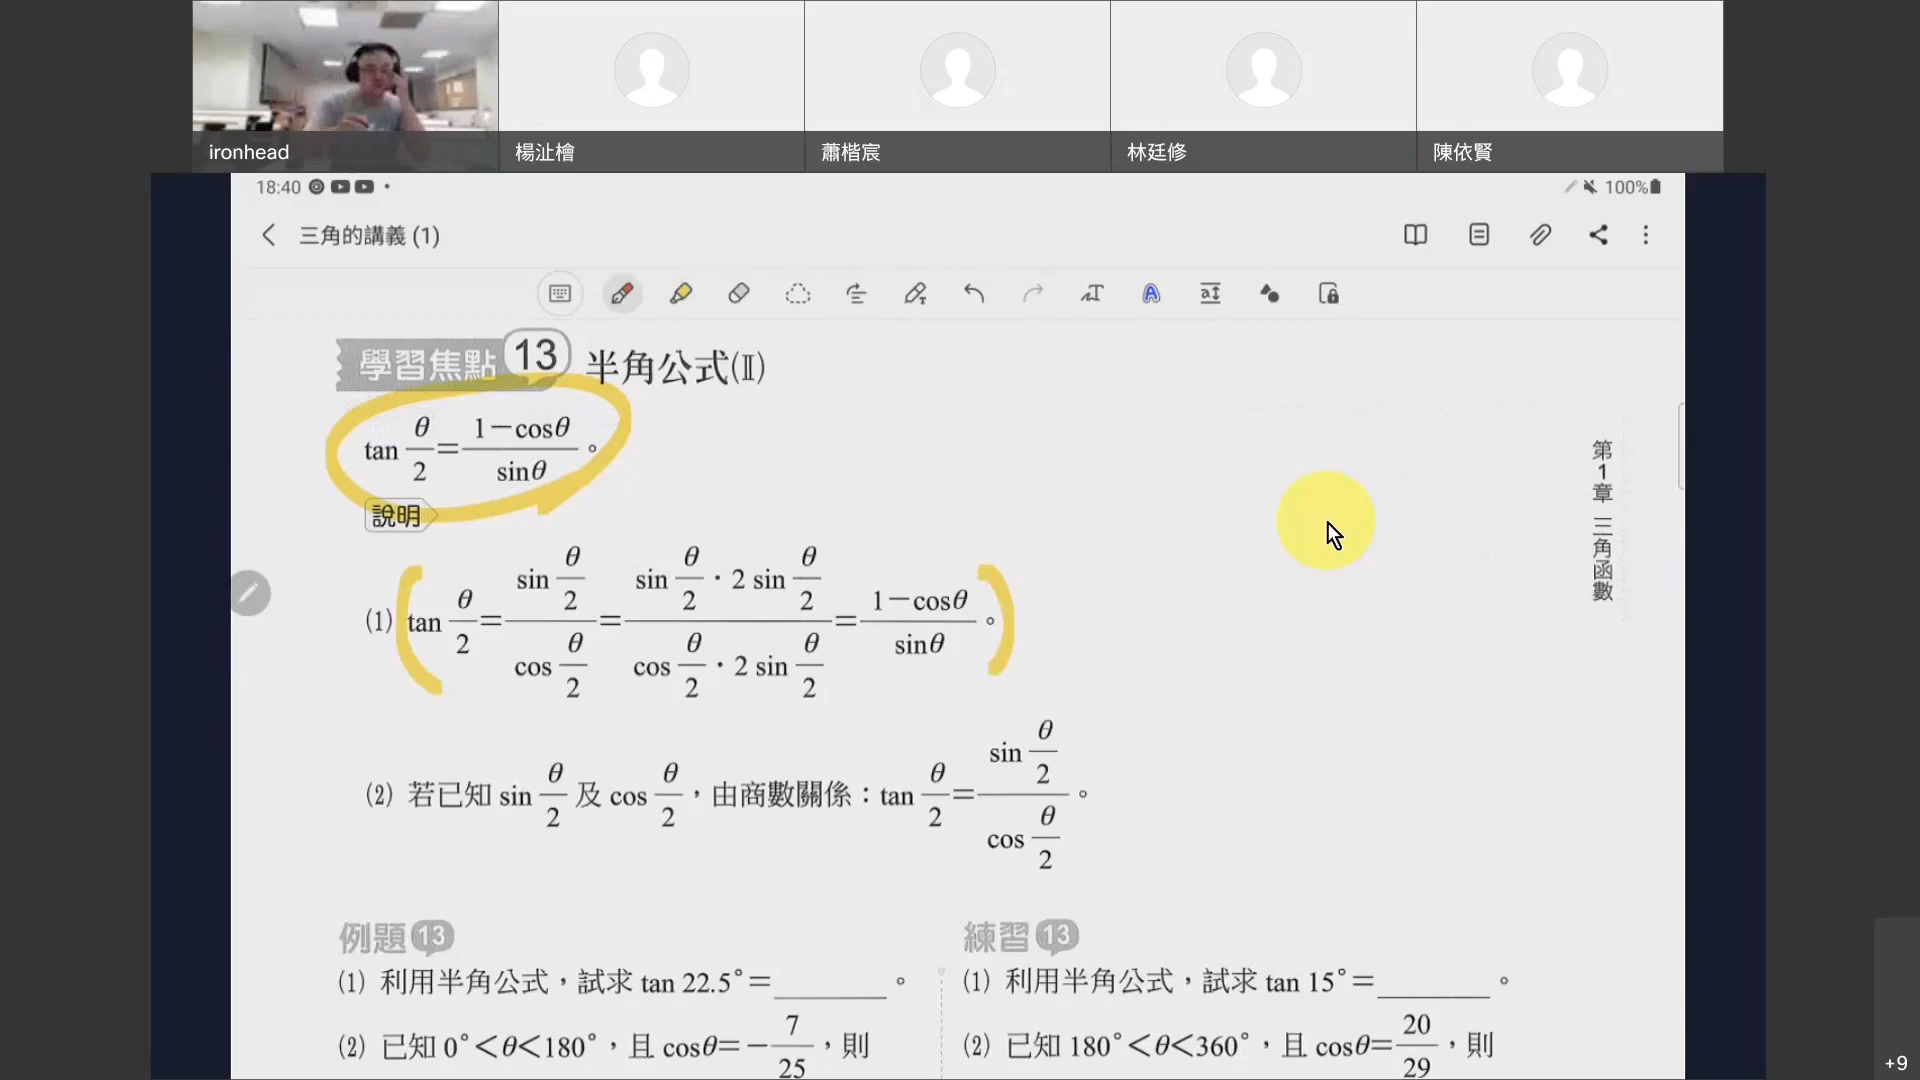 ironhead
楊沚檜
蕭楷宸
林廷修
陳依賢
18:40
100%
三角的講義 (1)
學習焦點 13 半角公式(Ⅱ)
tan θ/2 = 1－cosθ/sinθ。
說明
(1) tan θ/2 = sin θ/2 / cos θ/2 = sin θ/2 · 2 sin θ/2 / cos θ/2 · 2 sin θ/2 = 1－cosθ/sinθ。
(2) 若已知 sin θ/2 及 cos θ/2，由商數關係：tan θ/2 = sin θ/2 / cos θ/2。
第1章 三角函數
例題 13
(1) 利用半角公式，試求 tan 22.5°=______。
(2) 已知 0°＜θ＜180°，且 cosθ=－7/25，則
練習 13
(1) 利用半角公式，試求 tan 15°=______。
(2) 已知 180°＜θ＜360°，且 cosθ=20/29，則
+9